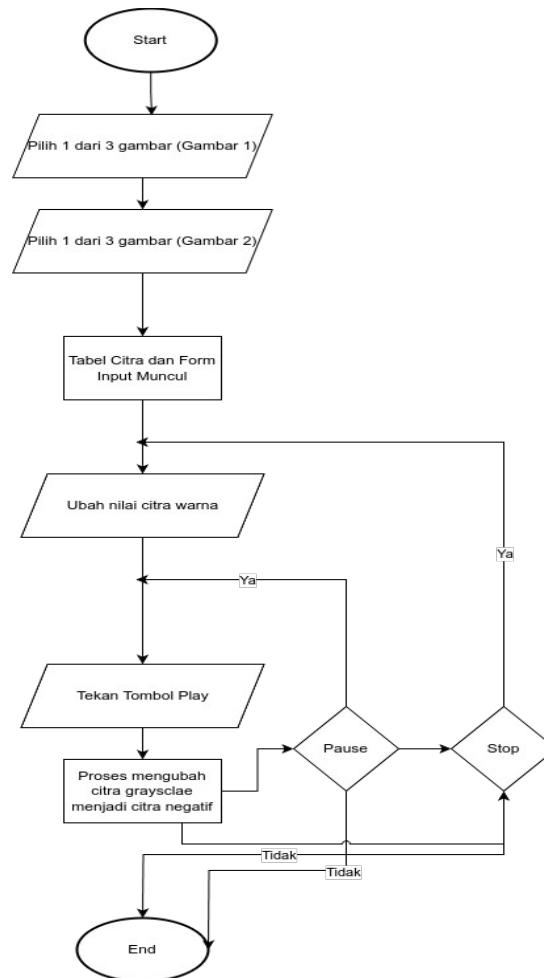 Start
Pilih 1 dari 3 gambar (Gambar 1)
Pilih 1 dari 3 gambar (Gambar 2)
Tabel Citra dan Form
Input Muncul
Ubah nilai citra warna
Ya
Ya
Tekan Tombol Play
Proses mengubah
citra graysclae
menjadi citra negatif
Pause
Stop
Tidak
Tidak
End